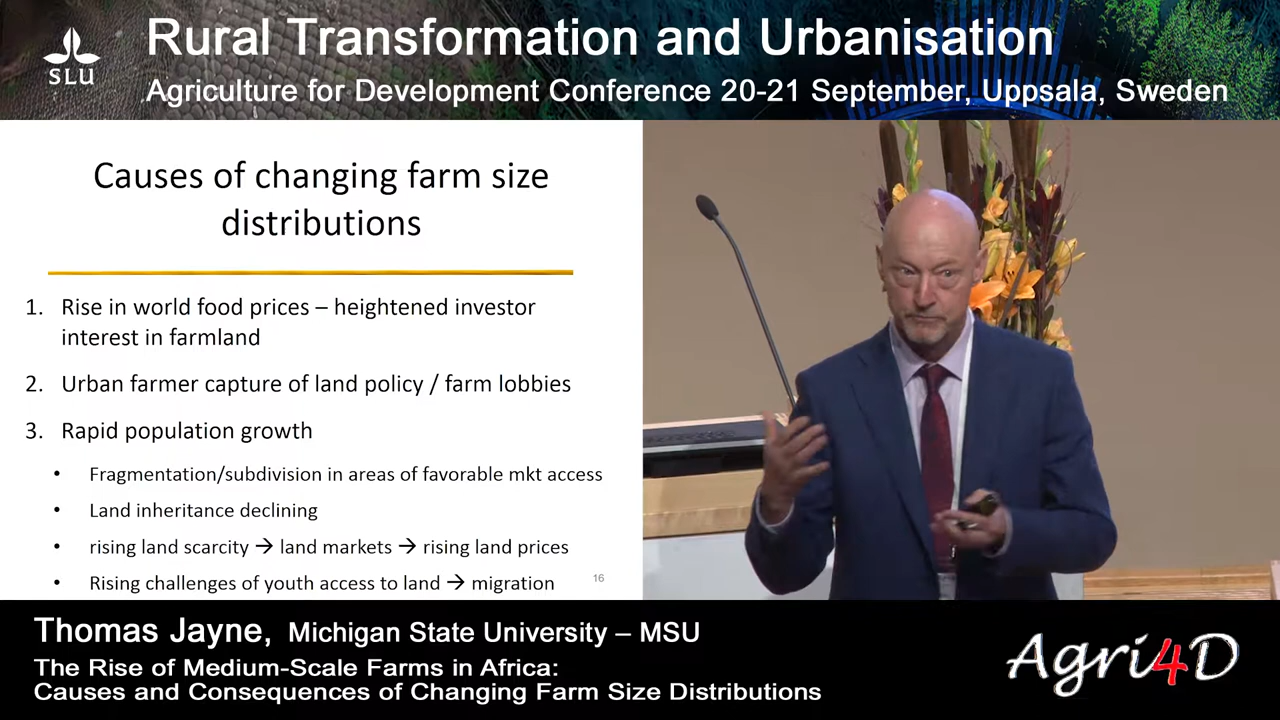 SLU
Rural Transformation and Urbanisation
Agriculture for Development Conference 20-21 September, Uppsala, Sweden
Causes of changing farm size
distributions
1. Rise in world food prices – heightened investor
interest in farmland
2. Urban farmer capture of land policy / farm lobbies
3. Rapid population growth
• Fragmentation/subdivision in areas of favorable mkt access
• Land inheritance declining
• rising land scarcity → land markets → rising land prices
• Rising challenges of youth access to land → migration
16
Thomas Jayne, Michigan State University – MSU
The Rise of Medium-Scale Farms in Africa:
Causes and Consequences of Changing Farm Size Distributions
Agri4D